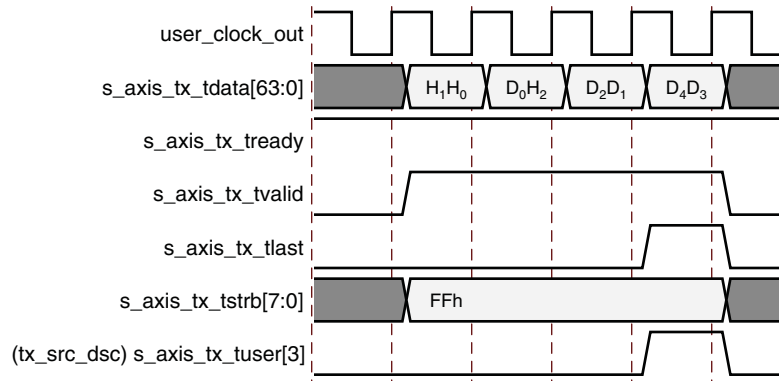 user_clock_out
s_axis_tx_tdata[63:0] H₁H₀ D₀H₂ D₂D₁ D₄D₃
s_axis_tx_tready
s_axis_tx_tvalid
s_axis_tx_tlast
s_axis_tx_tstrb[7:0] FFh
(tx_src_dsc) s_axis_tx_tuser[3]